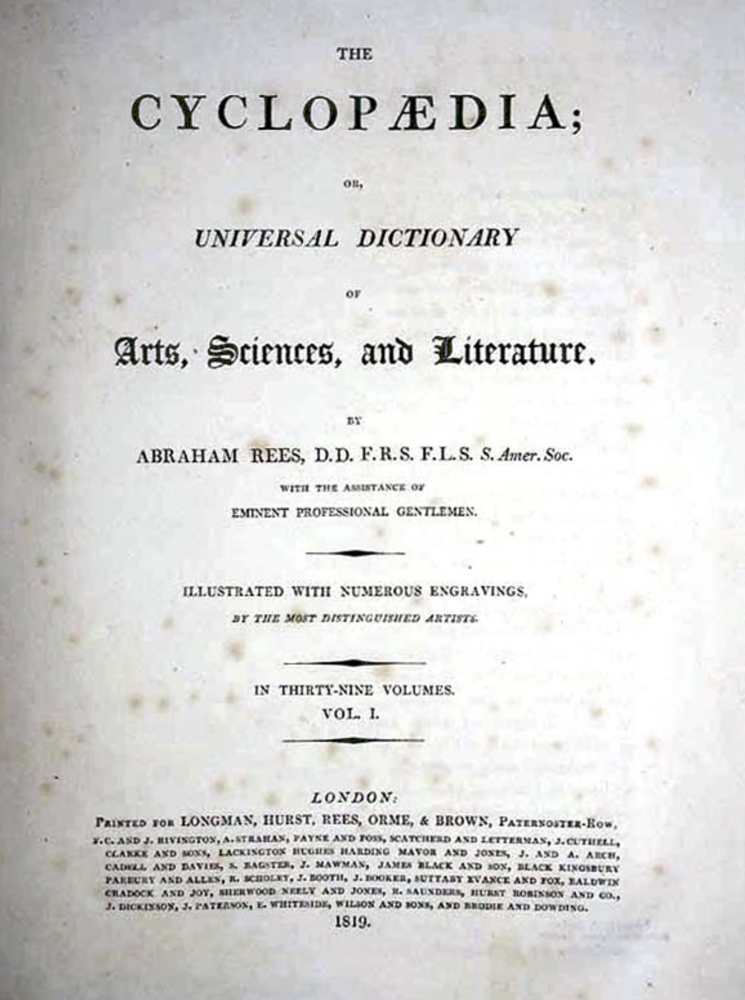 THE
CYCLOPÆDIA;
OR,
UNIVERSAL DICTIONARY
OF
Arts, Sciences, and Literature.
BY
ABRAHAM REES, D.D. F.R.S. F.L.S. S. Amer. Soc.
WITH THE ASSISTANCE OF
EMINENT PROFESSIONAL GENTLEMEN.
ILLUSTRATED WITH NUMEROUS ENGRAVINGS,
BY THE MOST DISTINGUISHED ARTISTS.
IN THIRTY-NINE VOLUMES.
VOL. I.
LONDON:
PRINTED FOR LONGMAN, HURST, REES, ORME, & BROWN, PATERNOSTER-ROW,
F.C. AND J. RIVINGTON, A. STRAHAN, PAYNE AND FOSS, SCATCHERD AND LETTERMAN, J. CUTHELL,
CLARKE AND SONS, LACKINGTON HUGHES HARDING MAVOR AND JONES, J. AND A. ARCH,
CADELL AND DAVIES, S. BAGSTER, J. MAWMAN, JAMES BLACK AND SON, BLACK KINGSBURY
PARBURY AND ALLEN, R. SCHOLEY, J. BOOTH, J. BOOKER, SUTTABY EVANCE AND FOX, BALDWIN
CRADOCK AND JOY, SHERWOOD NEELY AND JONES, R. SAUNDERS, HURST ROBINSON AND CO.,
J. DICKINSON, J. PATERSON, E. WHITESIDE, WILSON AND SONS, AND BRODIE AND DOWDING.
1819.